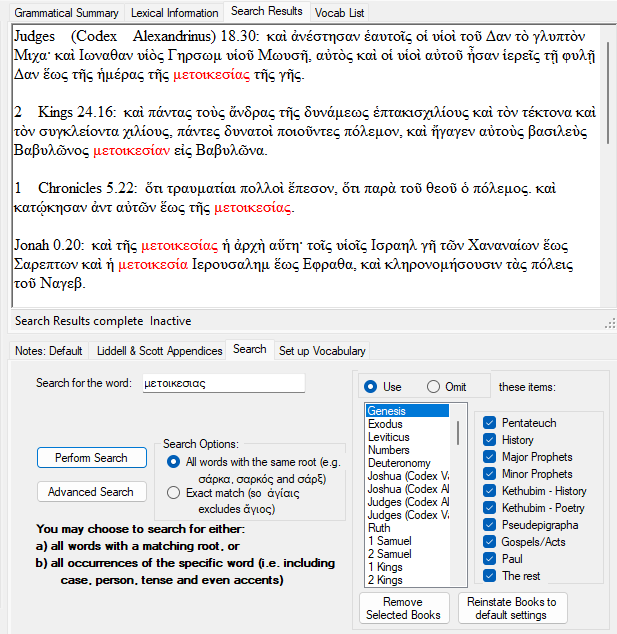 Grammatical Summary Lexical Information Search Results Vocab List
Judges (Codex Alexandrinus) 18.30: καὶ ἀνέστησαν ἑαυτοῖς οἱ υἱοὶ τοῦ Δαν τὸ γλυπτὸν
Μιχα· καὶ Ιωναθαν υἱὸς Γηρσωμ υἱοῦ Μωυσῆ, αὐτὸς καὶ οἱ υἱοὶ αὐτοῦ ἦσαν ἱερεῖς τῇ φυλῇ
Δαν ἕως τῆς ἡμέρας τῆς μετοικεσίας τῆς γῆς.
2 Kings 24.16: καὶ πάντας τοὺς ἄνδρας τῆς δυνάμεως ἑπτακισχιλίους καὶ τὸν τέκτονα καὶ
τὸν συγκλείοντα χιλίους, πάντες δυνατοὶ ποιοῦντες πόλεμον, καὶ ἤγαγεν αὐτοὺς βασιλεὺς
Βαβυλῶνος μετοικεσίαν εἰς Βαβυλῶνα.
1 Chronicles 5.22: ὅτι τραυματίαι πολλοὶ ἔπεσον, ὅτι παρὰ τοῦ θεοῦ ὁ πόλεμος. καὶ
κατῴκησαν ἀντ αὐτῶν ἕως τῆς μετοικεσίας.
Jonah 0.20: καὶ τῆς μετοικεσίας ἡ ἀρχὴ αὕτη· τοῖς υἱοῖς Ισραηλ γῆ τῶν Χαναναίων ἕως
Σαρεπτων καὶ ἡ μετοικεσία Ιερουσαλημ ἕως Εφραθα, καὶ κληρονομήσουσιν τὰς πόλεις
τοῦ Ναγεβ.
Search Results complete Inactive
Notes: Default Liddell & Scott Appendices Search Set up Vocabulary
Search for the word: μετοικεσιας
Perform Search
Advanced Search
Search Options:
All words with the same root (e.g.
σάρκα, σαρκός and σάρξ)
Exact match (so ἁγίαις
excludes ἅγιος)
You may choose to search for either:
a) all words with a matching root, or
b) all occurrences of the specific word (i.e. including
case, person, tense and even accents)
Use Omit these items:
Genesis
Exodus
Leviticus
Numbers
Deuteronomy
Joshua (Codex Va
Joshua (Codex Al
Judges (Codex Al
Judges (Codex Va
Ruth
1 Samuel
2 Samuel
1 Kings
2 Kings
Pentateuch
History
Major Prophets
Minor Prophets
Kethubim - History
Kethubim - Poetry
Pseudepigrapha
Gospels/Acts
Paul
The rest
Remove
Selected Books
Reinstate Books to
default settings